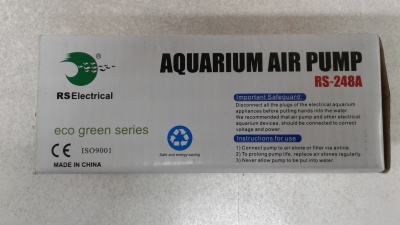 RS Electrical
AQUARIUM AIR PUMP
RS-248A
eco green series
CE ISO9001
MADE IN CHINA
Safe and energy-saving
Important Safeguard:
Disconnect all the plugs of the electrical aquarium
appliances before putting hands into the water.
We recommended that air pump and other electrical
aquarium devices, should be connected to correct
voltage and power.
Instructions for use:
1) Connect pump to air stone or filter via airline.
2) To prolong pump life, replace air stones regularly.
3) Never allow pump to be put into water.